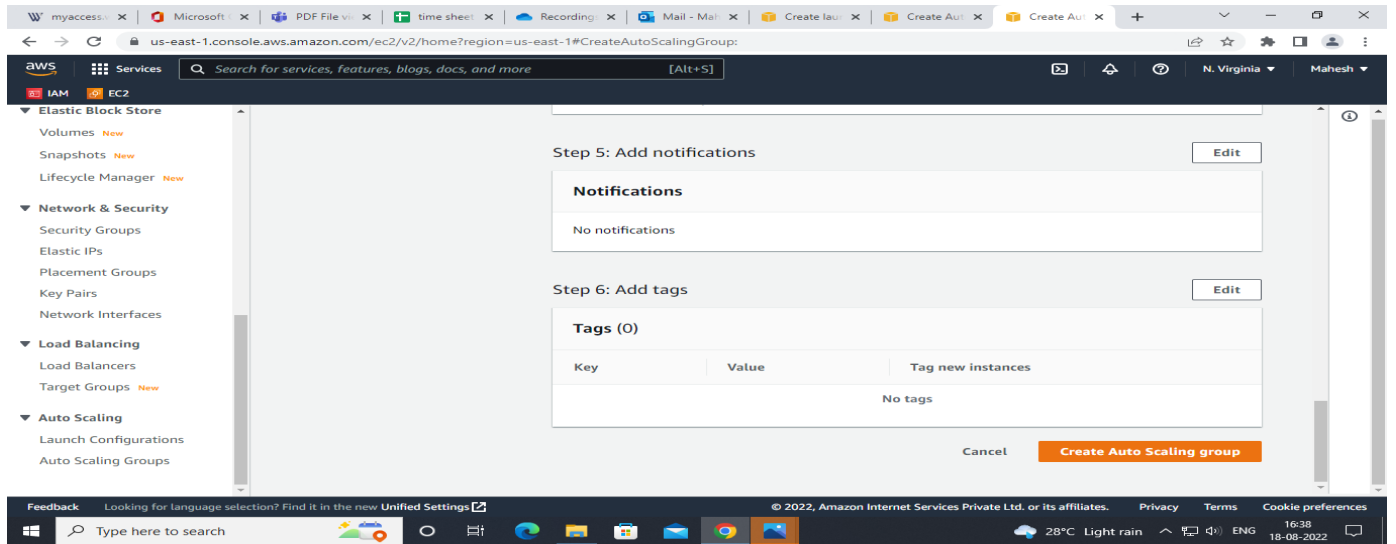 myaccess.w
Microsoft
PDF File vi
time sheet
Recording
Mail - Mah
Create laun
Create Aut
Create Aut
us-east-1.console.aws.amazon.com/ec2/v2/home?region=us-east-1#CreateAutoScalingGroup:
aws Services Search for services, features, blogs, docs, and more [Alt+S] N. Virginia Mahesh
IAM EC2
Elastic Block Store
Volumes New
Snapshots New
Lifecycle Manager New
Network & Security
Security Groups
Elastic IPs
Placement Groups
Key Pairs
Network Interfaces
Load Balancing
Load Balancers
Target Groups New
Auto Scaling
Launch Configurations
Auto Scaling Groups
Step 5: Add notifications Edit
Notifications
No notifications
Step 6: Add tags Edit
Tags (0)
Key Value Tag new instances
No tags
Cancel Create Auto Scaling group
Feedback Looking for language selection? Find it in the new Unified Settings © 2022, Amazon Internet Services Private Ltd. or its affiliates. Privacy Terms Cookie preferences
Type here to search 28°C Light rain ENG 16:38
18-08-2022